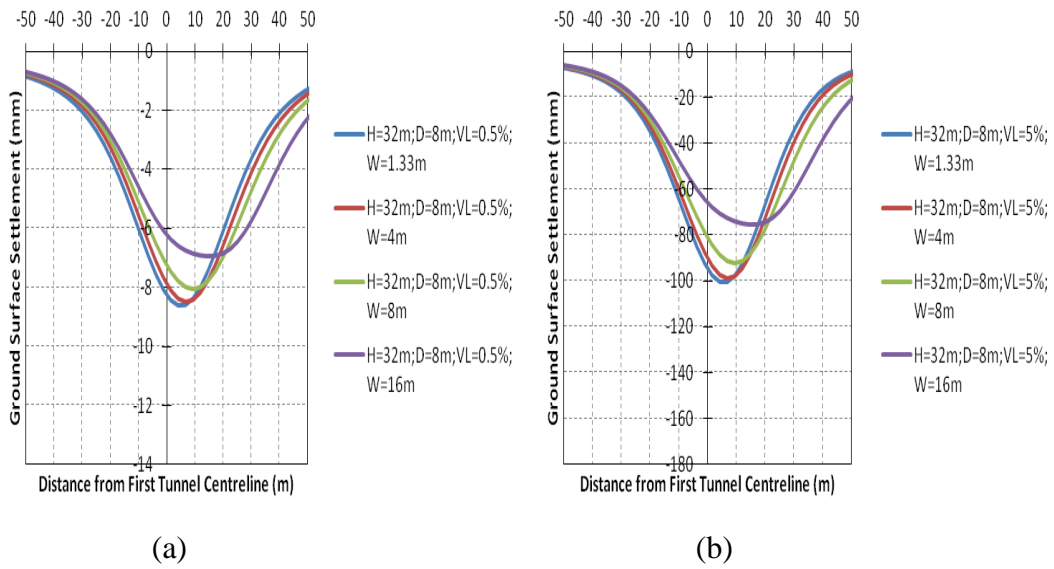 -50 -40 -30 -20 -10 0 10 20 30 40 50
0
-2
-4
-6
-8
-10
-12
-14
Ground Surface Settlement (mm)
Distance from First Tunnel Centreline (m)
H=32m;D=8m;VL=0.5%;
W=1.33m
H=32m;D=8m;VL=0.5%;
W=4m
H=32m;D=8m;VL=0.5%;
W=8m
H=32m;D=8m;VL=0.5%;
W=16m
(a)
-50 -40 -30 -20 -10 0 10 20 30 40 50
0
-20
-40
-60
-80
-100
-120
-140
-160
-180
Ground Surface Settlement (mm)
Distance from First Tunnel Centreline (m)
H=32m;D=8m;VL=5%;
W=1.33m
H=32m;D=8m;VL=5%;
W=4m
H=32m;D=8m;VL=5%;
W=8m
H=32m;D=8m;VL=5%;
W=16m
(b)